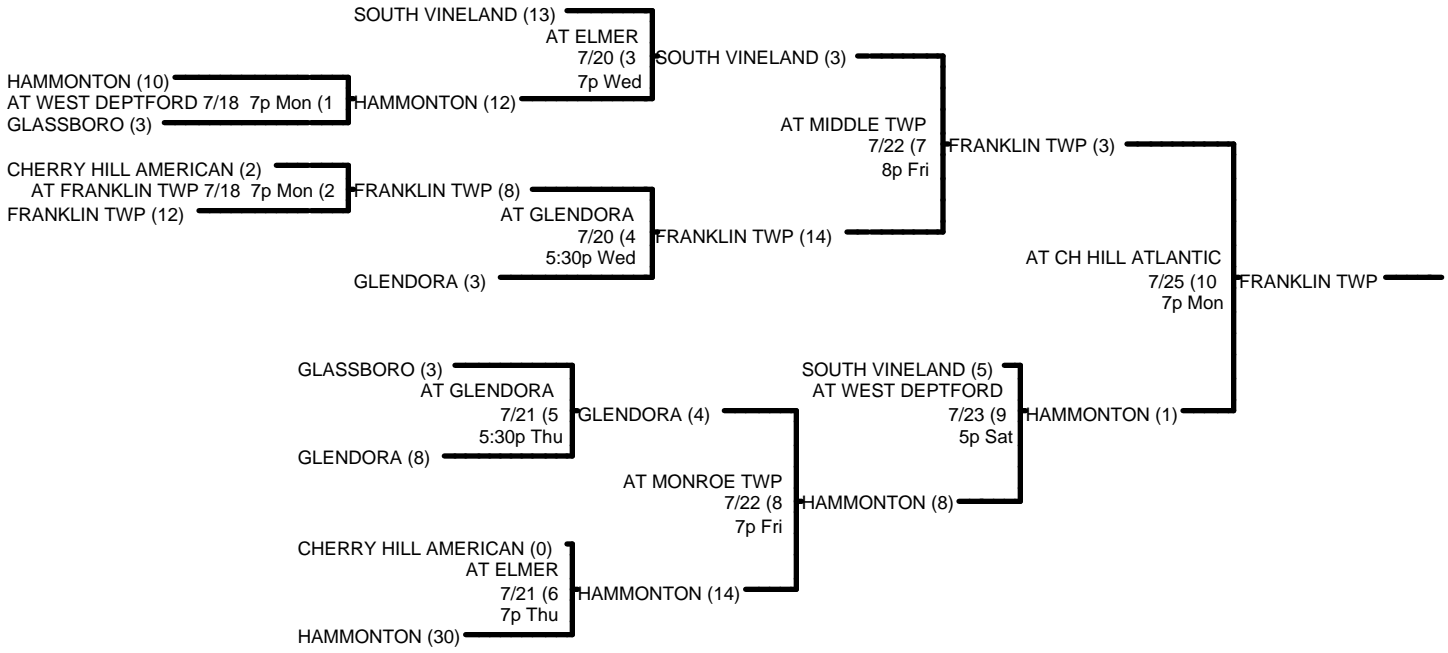 SOUTH VINELAND (13)
AT ELMER
7/20 (3
7p Wed
SOUTH VINELAND (3)
HAMMONTON (10)
AT WEST DEPTFORD 7/18 7p Mon (1
HAMMONTON (12)
GLASSBORO (3)
AT MIDDLE TWP
7/22 (7
8p Fri
FRANKLIN TWP (3)
CHERRY HILL AMERICAN (2)
AT FRANKLIN TWP 7/18 7p Mon (2
FRANKLIN TWP (8)
FRANKLIN TWP (12)
AT GLENDORA
7/20 (4
5:30p Wed
FRANKLIN TWP (14)
GLENDORA (3)
AT CH HILL ATLANTIC
7/25 (10
7p Mon
FRANKLIN TWP
GLASSBORO (3)
AT GLENDORA
7/21 (5
5:30p Thu
GLENDORA (4)
GLENDORA (8)
SOUTH VINELAND (5)
AT WEST DEPTFORD
7/23 (9
5p Sat
HAMMONTON (1)
AT MONROE TWP
7/22 (8
7p Fri
HAMMONTON (8)
CHERRY HILL AMERICAN (0)
AT ELMER
7/21 (6
7p Thu
HAMMONTON (14)
HAMMONTON (30)